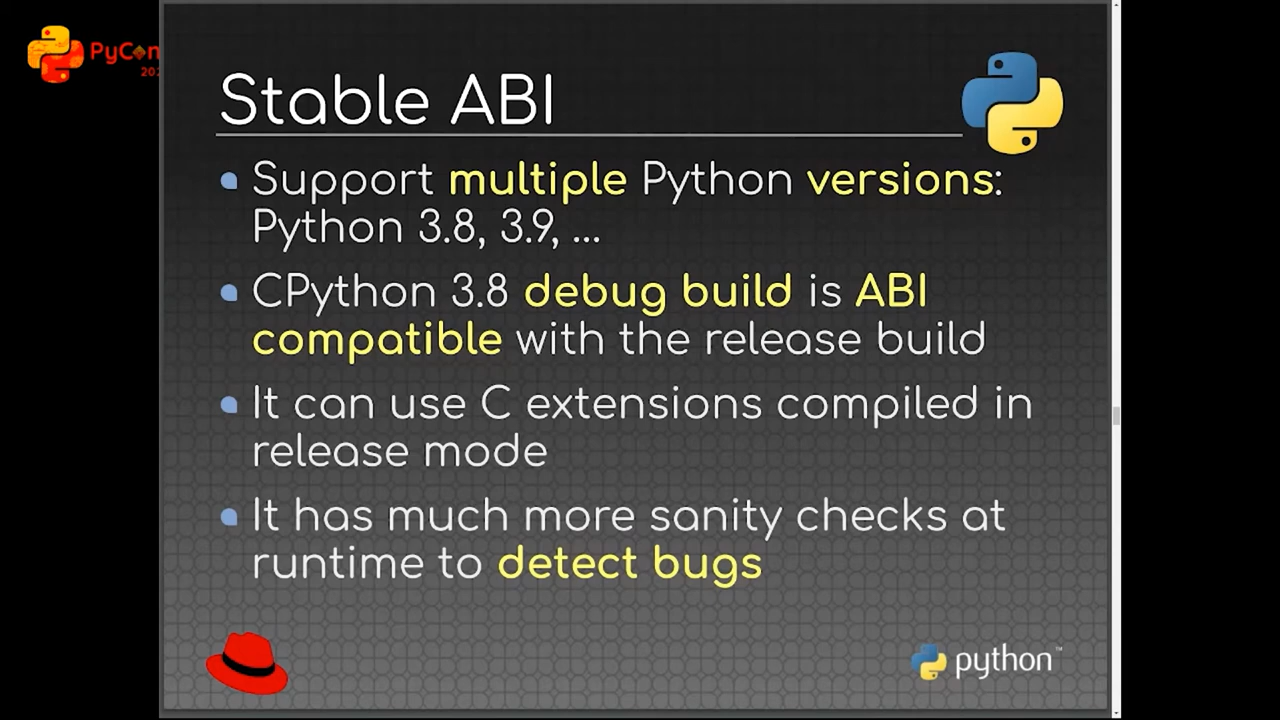 PyCon
202
Stable ABI
Support multiple Python versions:
Python 3.8, 3.9, ...
CPython 3.8 debug build is ABI
compatible with the release build
It can use C extensions compiled in
release mode
It has much more sanity checks at
runtime to detect bugs
python™